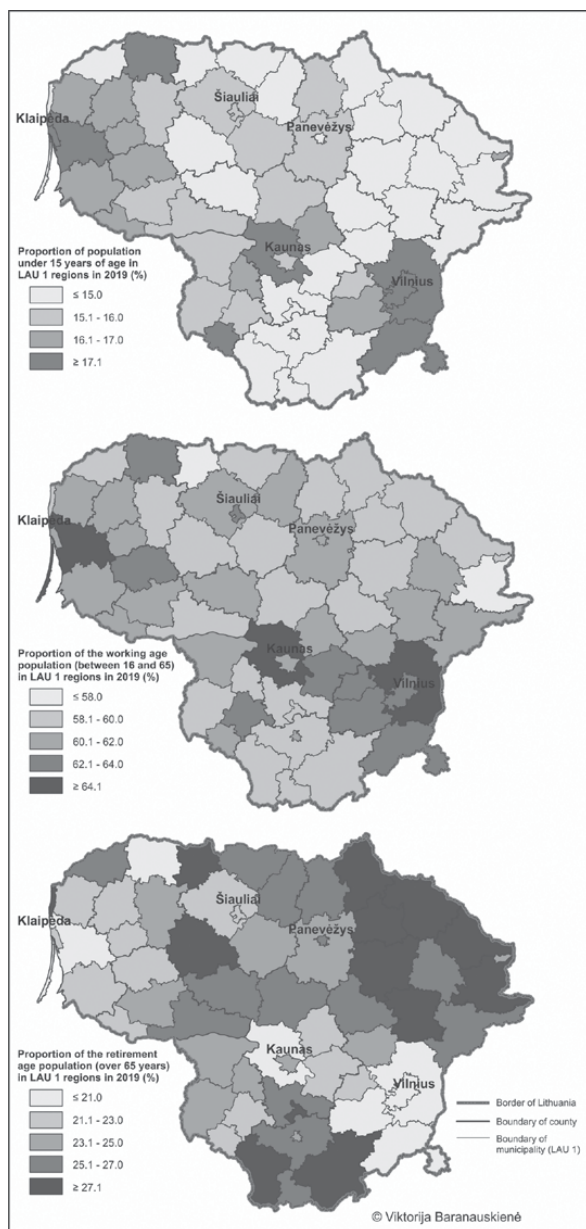 Šiauliai
Klaipėda
Panevėžys
Kaunas
Vilnius
Proportion of population
under 15 years of age in
LAU 1 regions in 2019 (%)
≤ 15.0
15.1 - 16.0
16.1 - 17.0
≥ 17.1
Šiauliai
Klaipėda
Panevėžys
Kaunas
Vilnius
Proportion of the working age
population (between 16 and 65)
in LAU 1 regions in 2019 (%)
≤ 58.0
58.1 - 60.0
60.1 - 62.0
62.1 - 64.0
≥ 64.1
Šiauliai
Klaipėda
Panevėžys
Kaunas
Vilnius
Proportion of the retirement
age population (over 65 years)
in LAU 1 regions in 2019 (%)
≤ 21.0
21.1 - 23.0
23.1 - 25.0
25.1 - 27.0
≥ 27.1
Border of Lithuania
Boundary of county
Boundary of
municipality (LAU 1)
© Viktorija Baranauskienė